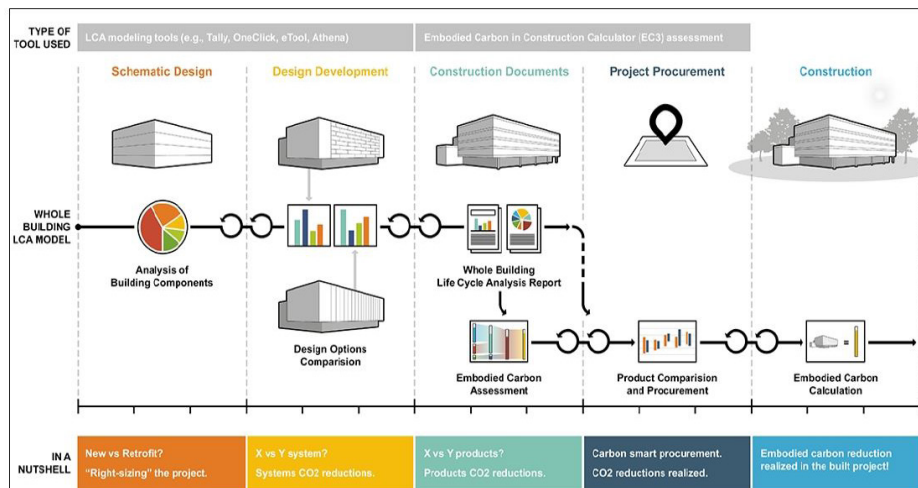 TYPE OF
TOOL USED
LCA modeling tools (e.g., Tally, OneClick, eTool, Athena)
Embodied Carbon in Construction Calculator (EC3) assessment
Schematic Design
Design Development
Construction Documents
Project Procurement
Construction
WHOLE
BUILDING
LCA MODEL
Analysis of
Building Components
Design Options
Comparision
Whole Building
Life Cycle Analysis Report
Embodied Carbon
Assessment
Product Comparision
and Procurement
Embodied Carbon
Calculation
IN A
NUTSHELL
New vs Retrofit?
"Right-sizing" the project.
X vs Y system?
Systems CO2 reductions.
X vs Y products?
Products CO2 reductions.
Carbon smart procurement.
CO2 reductions realized.
Embodied carbon reduction
realized in the built project!